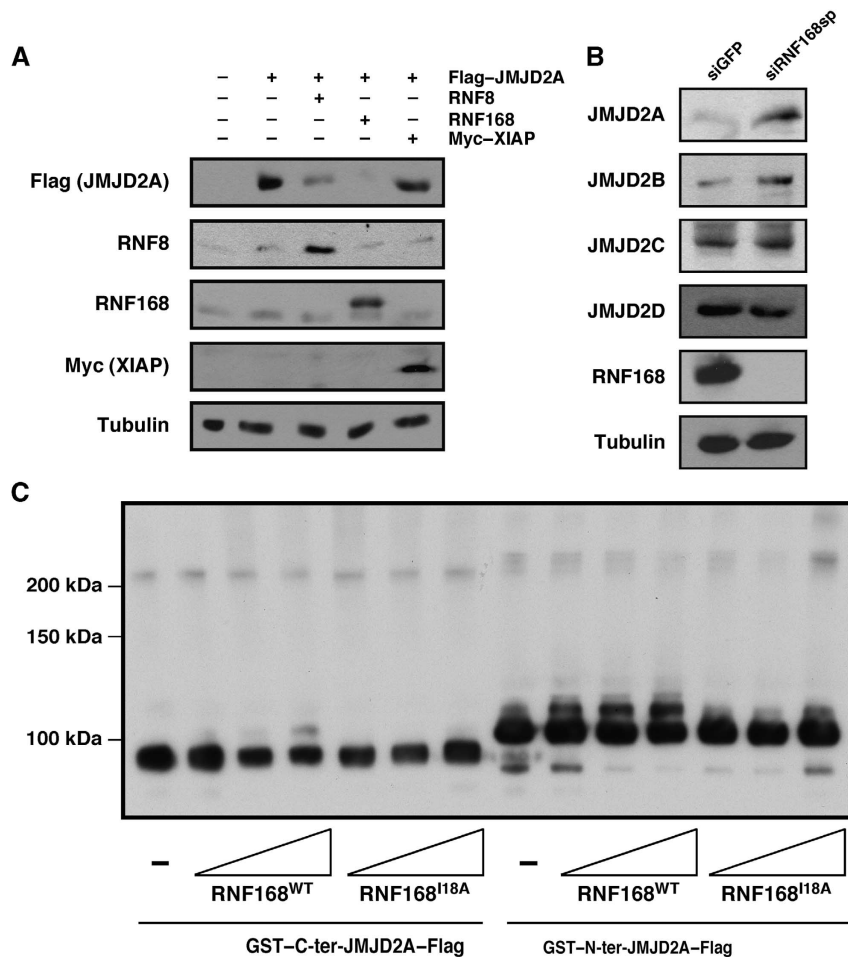 A
– + + + + Flag–JMJD2A
– – + – – RNF8
– – – + – RNF168
– – – – + Myc–XIAP
Flag (JMJD2A)
RNF8
RNF168
Myc (XIAP)
Tubulin
B
siGFP siRNF168sp
JMJD2A
JMJD2B
JMJD2C
JMJD2D
RNF168
Tubulin
C
200 kDa
150 kDa
100 kDa
– RNF168WT RNF168I18A – RNF168WT RNF168I18A
GST–C-ter-JMJD2A–Flag GST–N-ter-JMJD2A–Flag